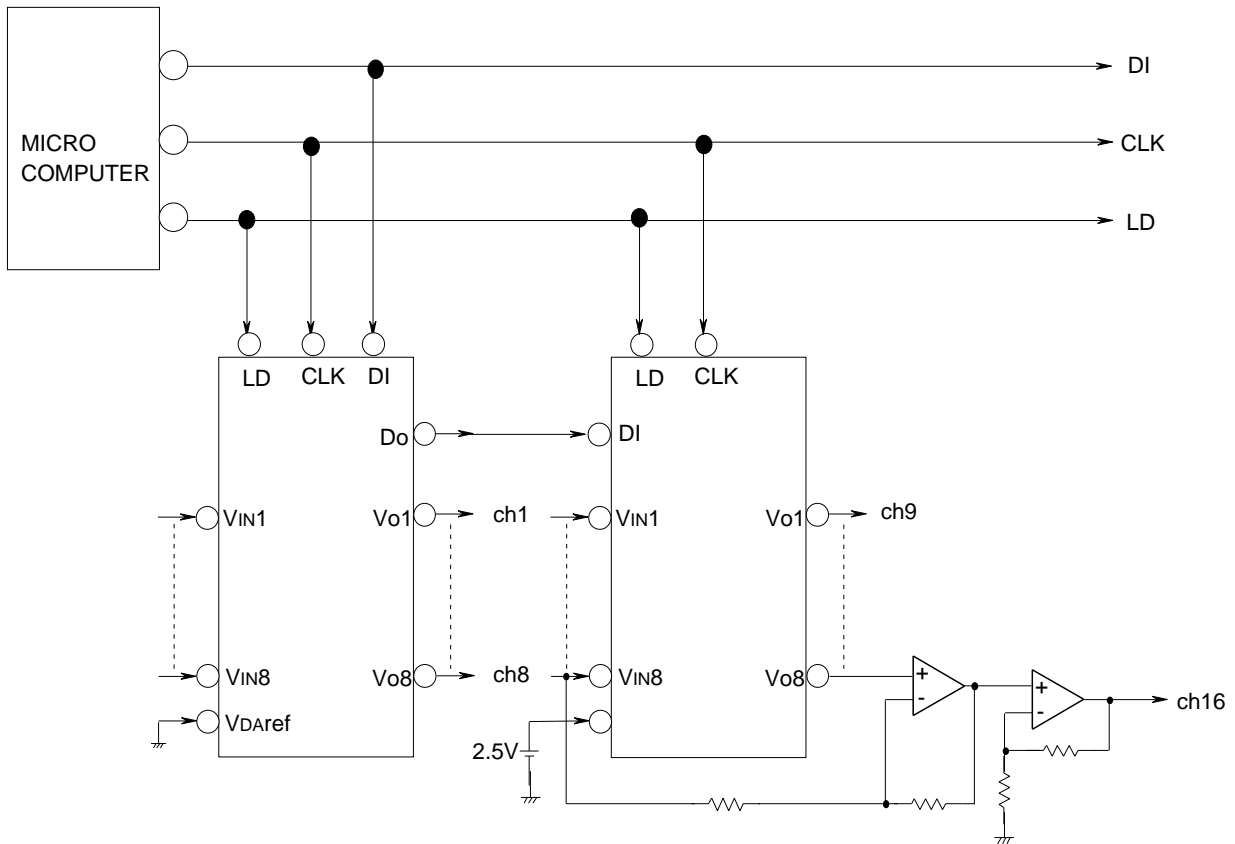 DI
MICRO
COMPUTER
CLK
LD
LD CLK DI
LD CLK
Do
DI
VIN1
Vo1
ch1
VIN1
Vo1
ch9
VIN8
Vo8
ch8
VIN8
Vo8
+
-
+
-
ch16
VDAref
2.5V